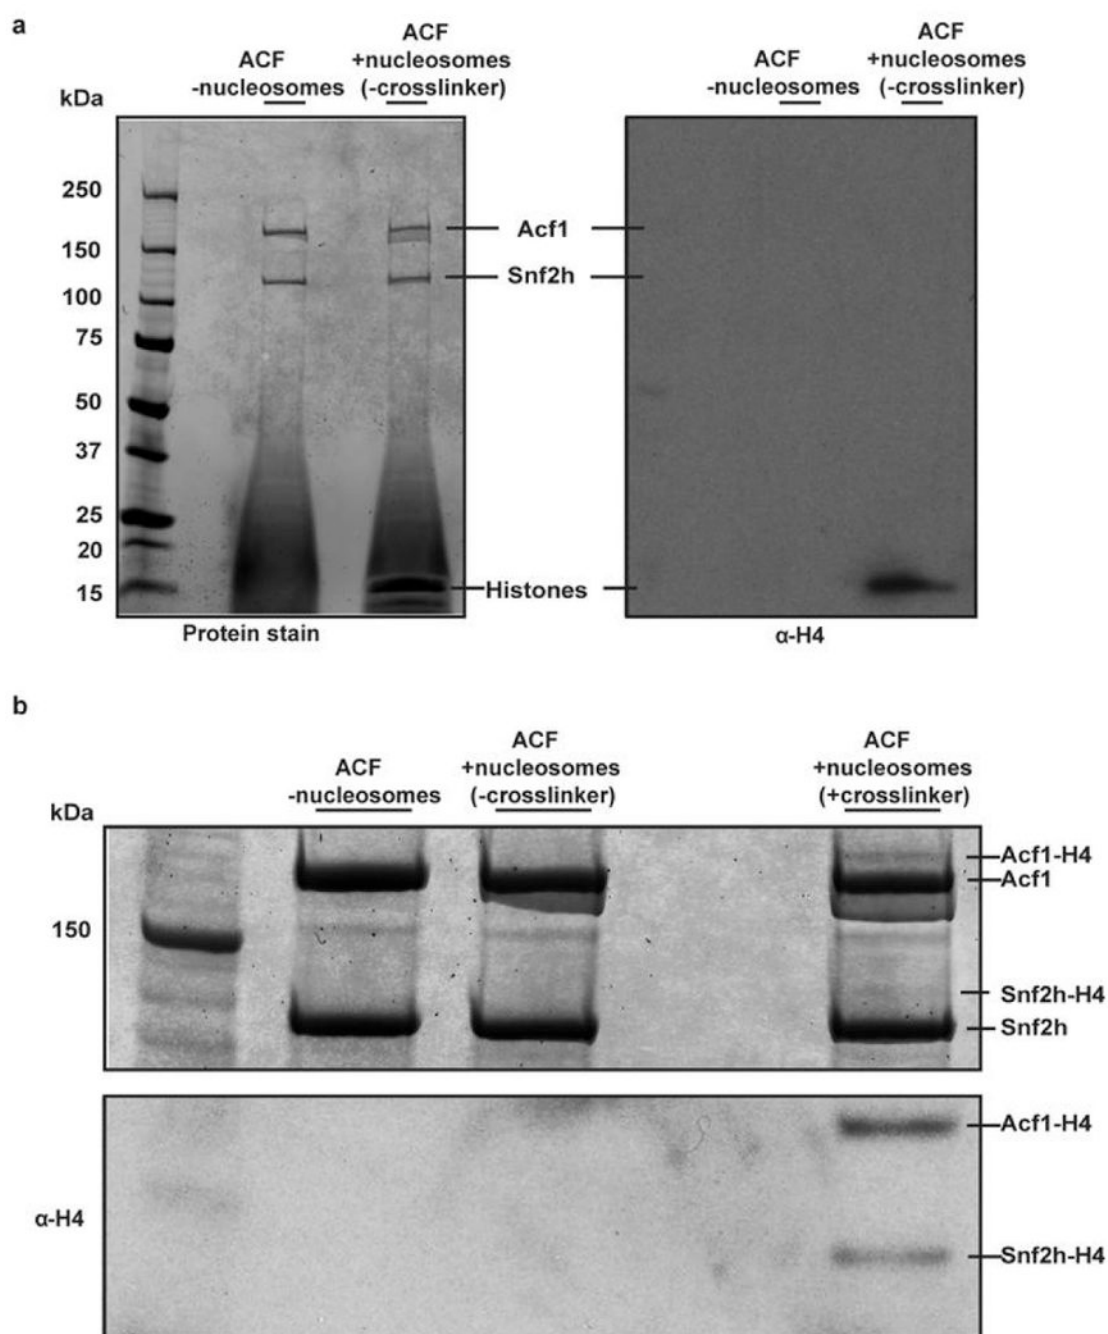 a
ACF
-nucleosomes
ACF
+nucleosomes
(-crosslinker)
ACF
-nucleosomes
ACF
+nucleosomes
(-crosslinker)
kDa
250
150
100
75
50
37
25
20
15
Acf1
Snf2h
Histones
Protein stain
α-H4
b
ACF
-nucleosomes
ACF
+nucleosomes
(-crosslinker)
ACF
+nucleosomes
(+crosslinker)
kDa
150
Acf1-H4
Acf1
Snf2h-H4
Snf2h
α-H4
Acf1-H4
Snf2h-H4